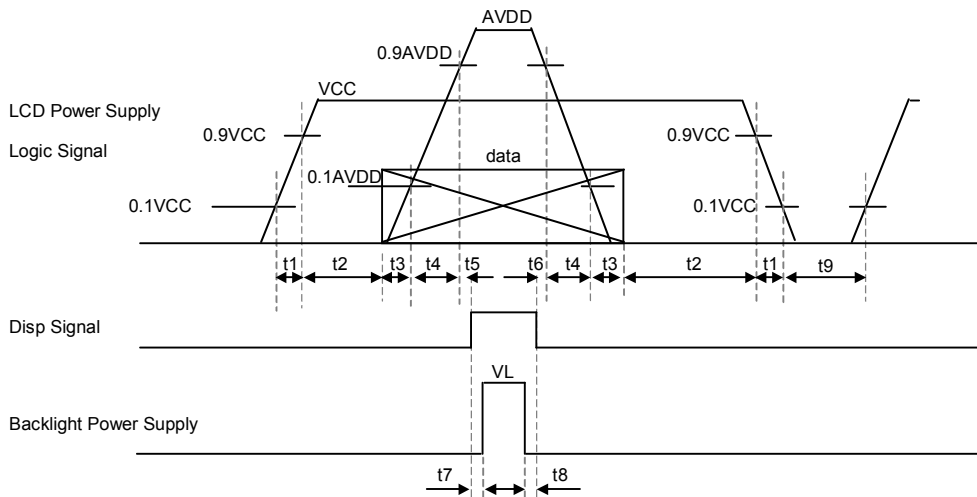 AVDD
0.9AVDD
VCC
LCD Power Supply
0.9VCC
0.9VCC
Logic Signal
data
0.1AVDD
0.1VCC
0.1VCC
t1 t2 t3 t4 t5 t6 t4 t3 t2 t1 t9
Disp Signal
VL
Backlight Power Supply
t7 t8